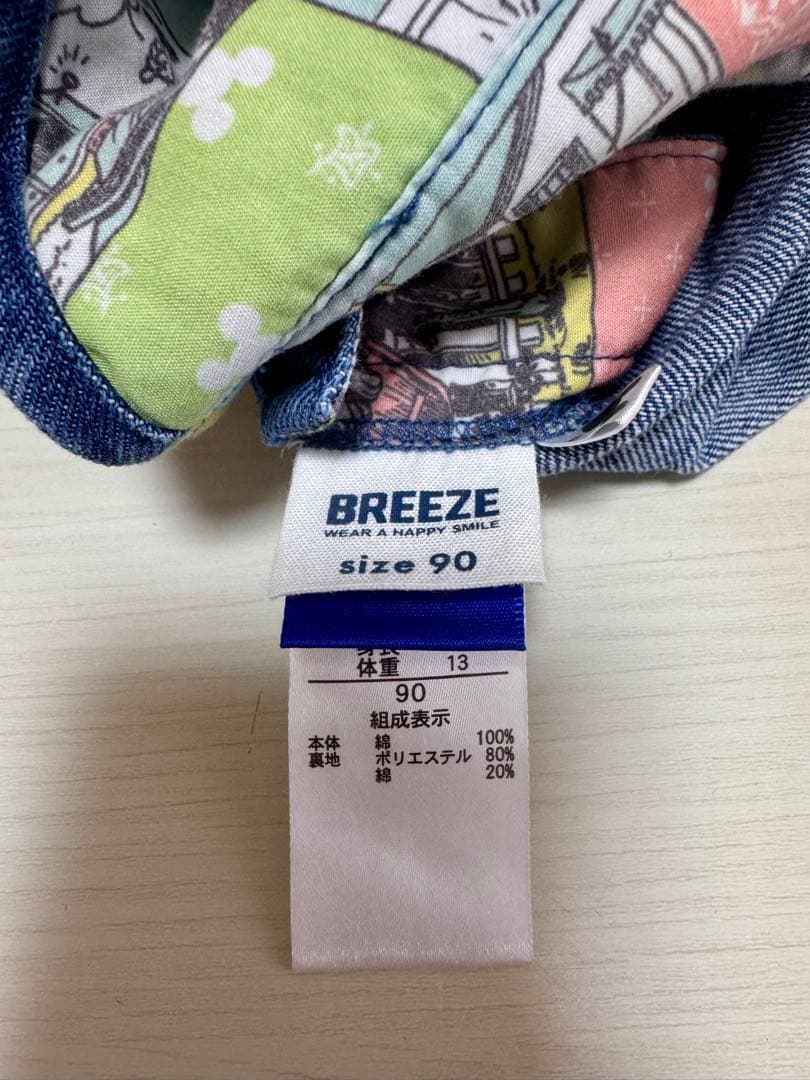 BREEZE
WEAR A HAPPY SMILE
size 90
体重 13
90
組成表示
本体 綿 100%
裏地 ポリエステル 80%
綿 20%